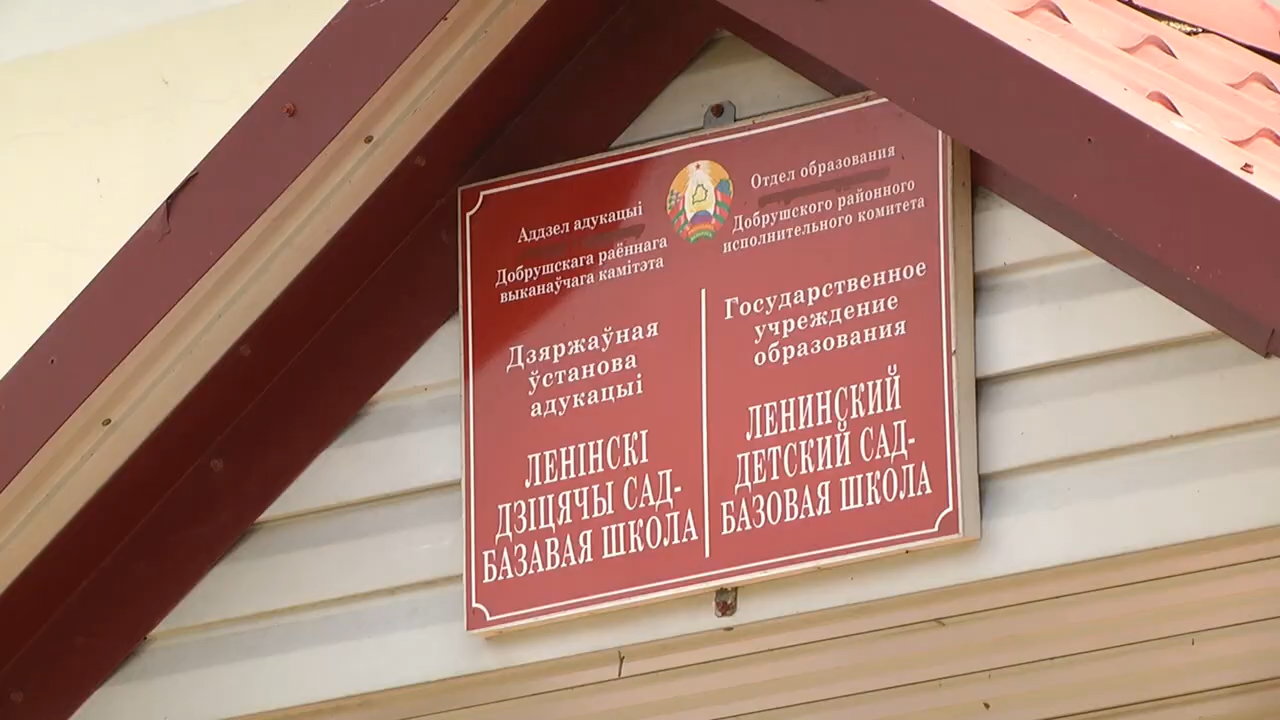 Аддзел адукацыі
Добрушскага раённага
выканаўчага камітэта
Дзяржаўная
ўстанова
адукацыі
ЛЕНІНСКІ
ДЗІЦЯЧЫ САД-
БАЗАВАЯ ШКОЛА
Отдел образования
Добрушского районного
исполнительного комитета
Государственное
учреждение
образования
ЛЕНИНСКИЙ
ДЕТСКИЙ САД-
БАЗОВАЯ ШКОЛА